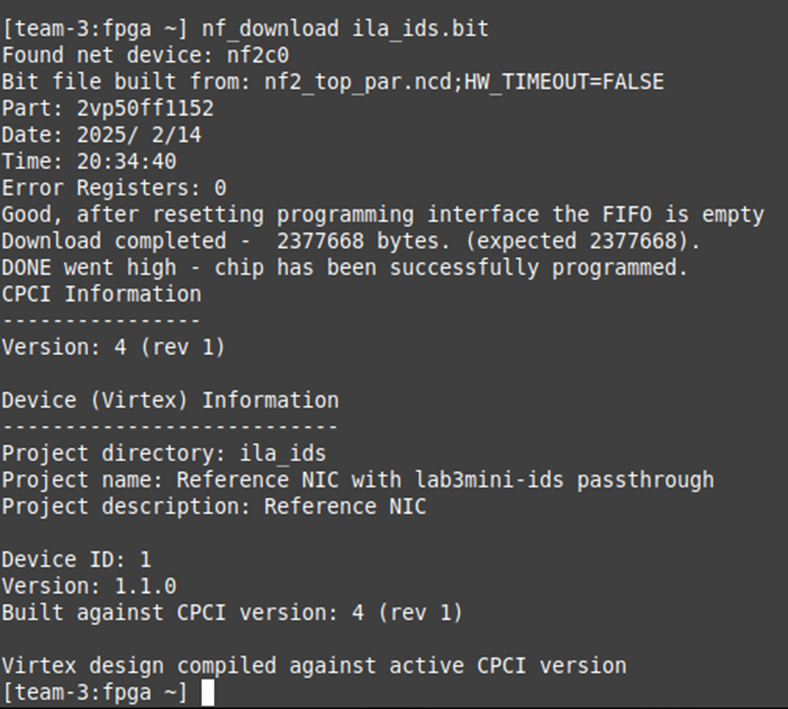 [team-3:fpga ~] nf_download ila_ids.bit
Found net device: nf2c0
Bit file built from: nf2_top_par.ncd;HW_TIMEOUT=FALSE
Part: 2vp50ff1152
Date: 2025/ 2/14
Time: 20:34:40
Error Registers: 0
Good, after resetting programming interface the FIFO is empty
Download completed -  2377668 bytes. (expected 2377668).
DONE went high - chip has been successfully programmed.
CPCI Information
----------------
Version: 4 (rev 1)
Device (Virtex) Information
---------------------------
Project directory: ila_ids
Project name: Reference NIC with lab3mini-ids passthrough
Project description: Reference NIC
Device ID: 1
Version: 1.1.0
Built against CPCI version: 4 (rev 1)
Virtex design compiled against active CPCI version
[team-3:fpga ~]